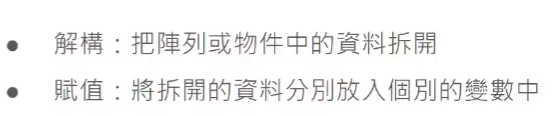 ● 解構：把陣列或物件中的資料拆開
● 賦值：將拆開的資料分別放入個別的變數中